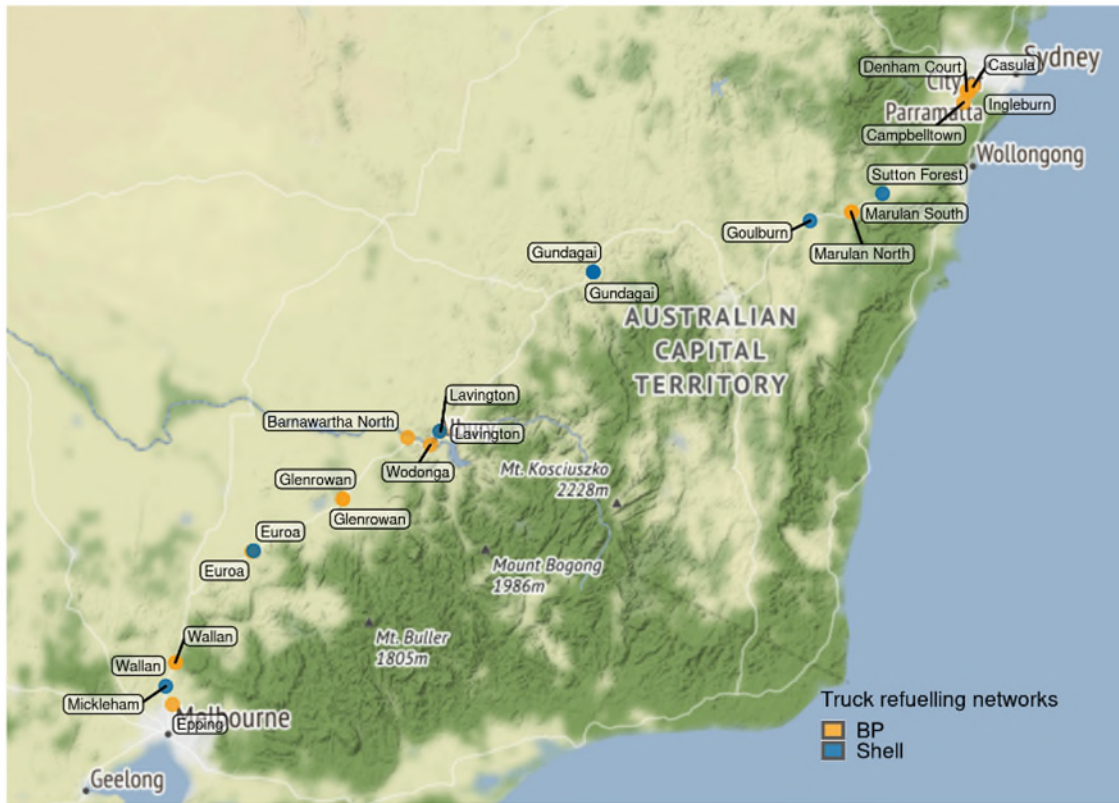 Sydney
Denham Court
Casula
City
Parramatta
Ingleburn
Campbelltown
Wollongong
Sutton Forest
Marulan South
Goulburn
Marulan North
Gundagai
Gundagai
AUSTRALIAN
CAPITAL
TERRITORY
Lavington
Barnawartha North
Lavington
Wodonga
Mt. Kosciuszko
2228m
Glenrowan
Glenrowan
Euroa
Euroa
Mount Bogong
1986m
Mt. Buller
1805m
Wallan
Wallan
Mickleham
Melbourne
Epping
Geelong
Truck refuelling networks
BP
Shell